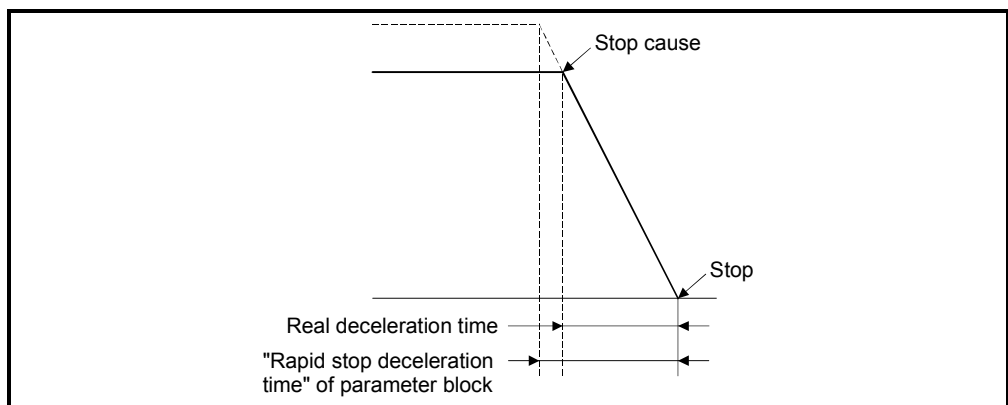 Stop cause
Stop
Real deceleration time
"Rapid stop deceleration
time" of parameter block